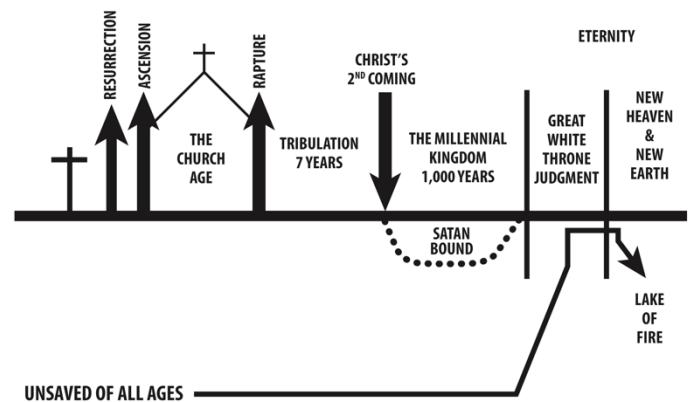 RESURRECTION
ASCENSION
THE
CHURCH
AGE
RAPTURE
TRIBULATION
7 YEARS
CHRIST'S
2ND COMING
THE MILLENNIAL
KINGDOM
1,000 YEARS
SATAN
BOUND
ETERNITY
GREAT
WHITE
THRONE
JUDGMENT
NEW
HEAVEN
&
NEW
EARTH
LAKE
OF
FIRE
UNSAVED OF ALL AGES